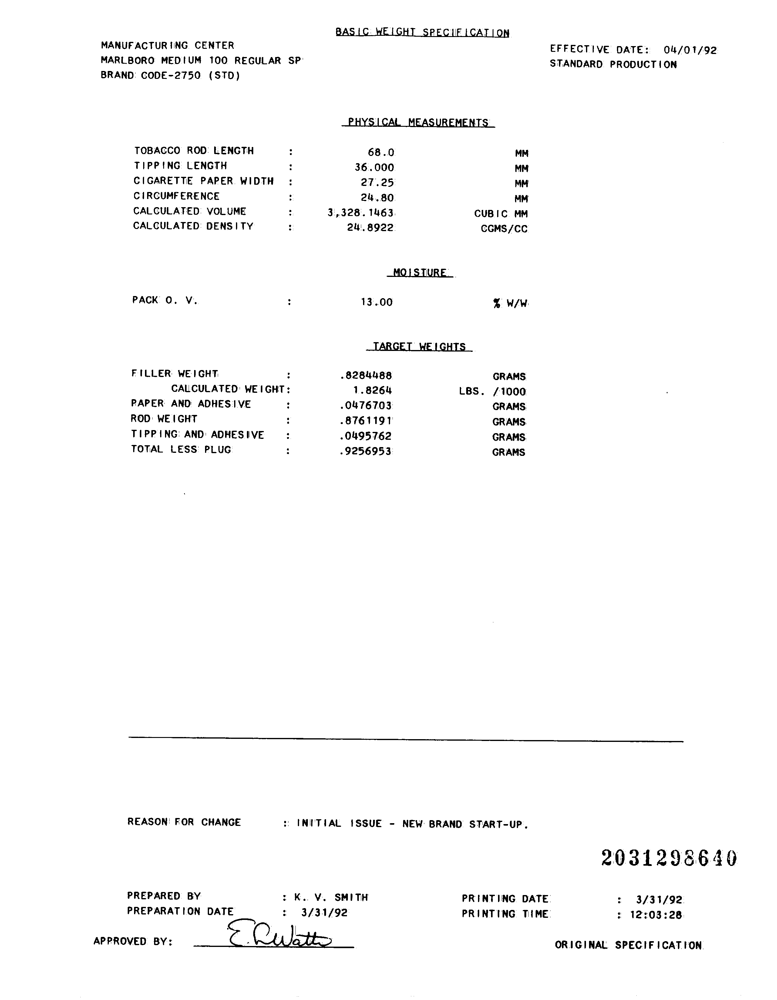 BASIC WEIGHT SPECIFICATION
MANUFACTURING CENTER
MARLBORO MEDIUM 100 REGULAR SP
BRAND CODE-2750 (STD)
EFFECTIVE DATE: 04/01/92
STANDARD PRODUCTION
PHYSICAL MEASUREMENTS
TOBACCO ROD LENGTH : 68.0 MM
TIPPING LENGTH : 36.000 MM
CIGARETTE PAPER WIDTH : 27.25 MM
CIRCUMFERENCE : 24.80 MM
CALCULATED VOLUME : 3,328.1463 CUBIC MM
CALCULATED DENSITY : 24.8922 CGMS/CC
MOISTURE
PACK O. V. : 13.00 % W/W
TARGET WEIGHTS
FILLER WEIGHT : .8284488 GRAMS
CALCULATED WEIGHT: 1.8264 LBS. /1000
PAPER AND ADHESIVE : .0476703 GRAMS
ROD WEIGHT : .8761191 GRAMS
TIPPING AND ADHESIVE : .0495762 GRAMS
TOTAL LESS PLUG : .9256953 GRAMS
REASON FOR CHANGE : INITIAL ISSUE - NEW BRAND START-UP.
2031298640
PREPARED BY : K. V. SMITH
PREPARATION DATE : 3/31/92
PRINTING DATE : 3/31/92
PRINTING TIME : 12:03:28
APPROVED BY: E. R. Watts
ORIGINAL SPECIFICATION